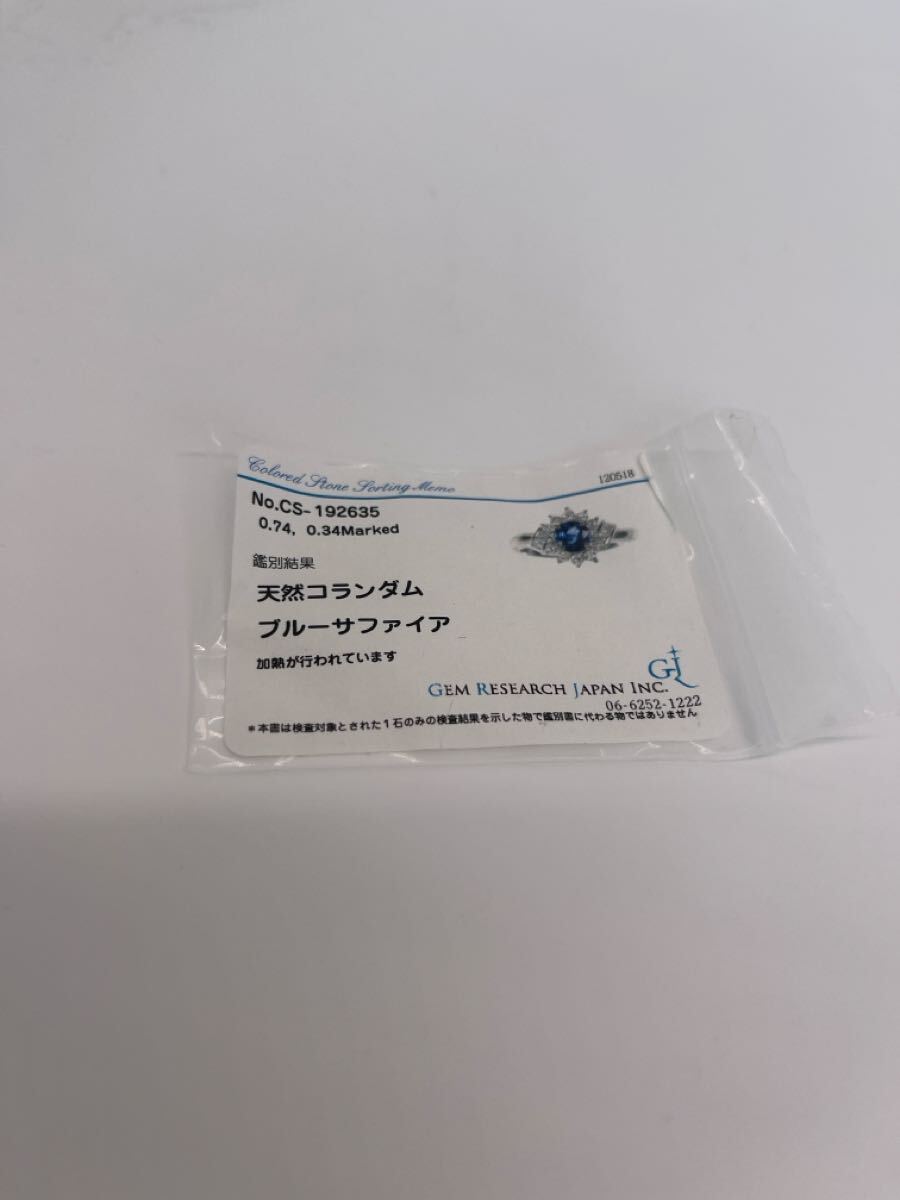 Colored Stone Sorting Memo
120518
No.CS-192635
0.74, 0.34Marked
鑑別結果
天然コランダム
ブルーサファイア
加熱が行われています
GJ
GEM RESEARCH JAPAN INC.
06-6252-1222
*本書は検査対象とされた1石のみの検査結果を示した物で鑑別書に代わる物ではありません